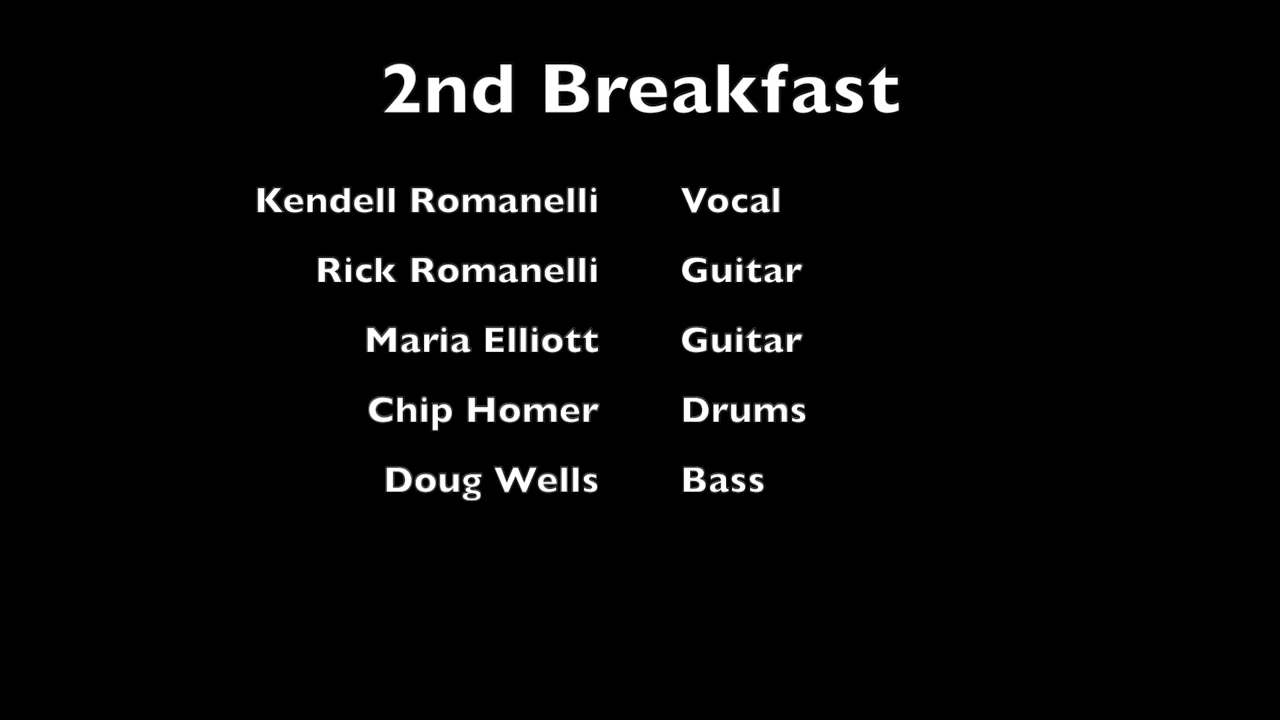 2nd Breakfast
Kendell Romanelli Vocal
Rick Romanelli Guitar
Maria Elliott Guitar
Chip Homer Drums
Doug Wells Bass